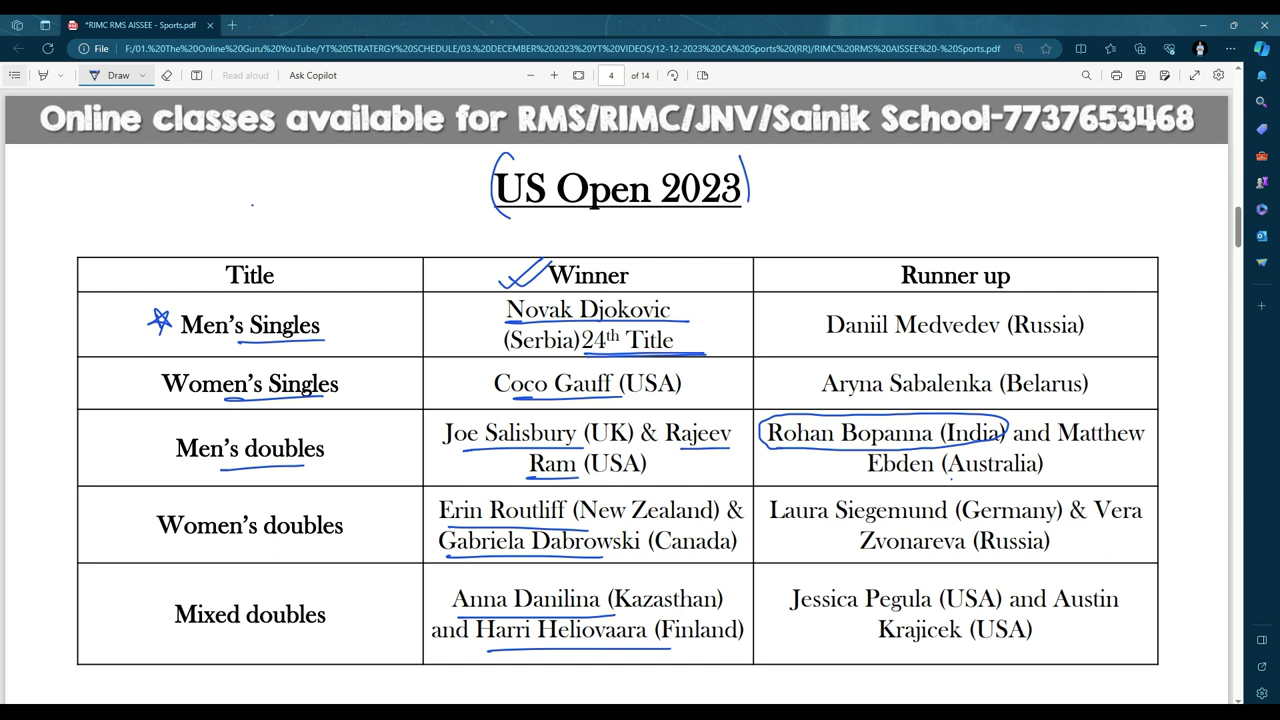 *RIMC RMS AISSEE - Sports.pdf
File F:/01.%20The%20Online%20Guru%20YouTube/YT%20STRATERGY%20SCHEDULE/03.%20DECEMBER%202023%20YT%20VIDEOS/12-12-2023%20CA%20Sports%20(RR)/RIMC%20RMS%20AISSEE%20-%20Sports.pdf
Draw Read aloud Ask Copilot 4 of 14
Online classes available for RMS/RIMC/JNV/Sainik School-7737653468
US Open 2023
Title Winner Runner up
Men's Singles
Novak Djokovic
(Serbia)24th Title
Daniil Medvedev (Russia)
Women's Singles Coco Gauff (USA) Aryna Sabalenka (Belarus)
Men's doubles
Joe Salisbury (UK) & Rajeev
Ram (USA)
Rohan Bopanna (India) and Matthew
Ebden (Australia)
Women's doubles
Erin Routliff (New Zealand) &
Gabriela Dabrowski (Canada)
Laura Siegemund (Germany) & Vera
Zvonareva (Russia)
Mixed doubles
Anna Danilina (Kazasthan)
and Harri Heliovaara (Finland)
Jessica Pegula (USA) and Austin
Krajicek (USA)